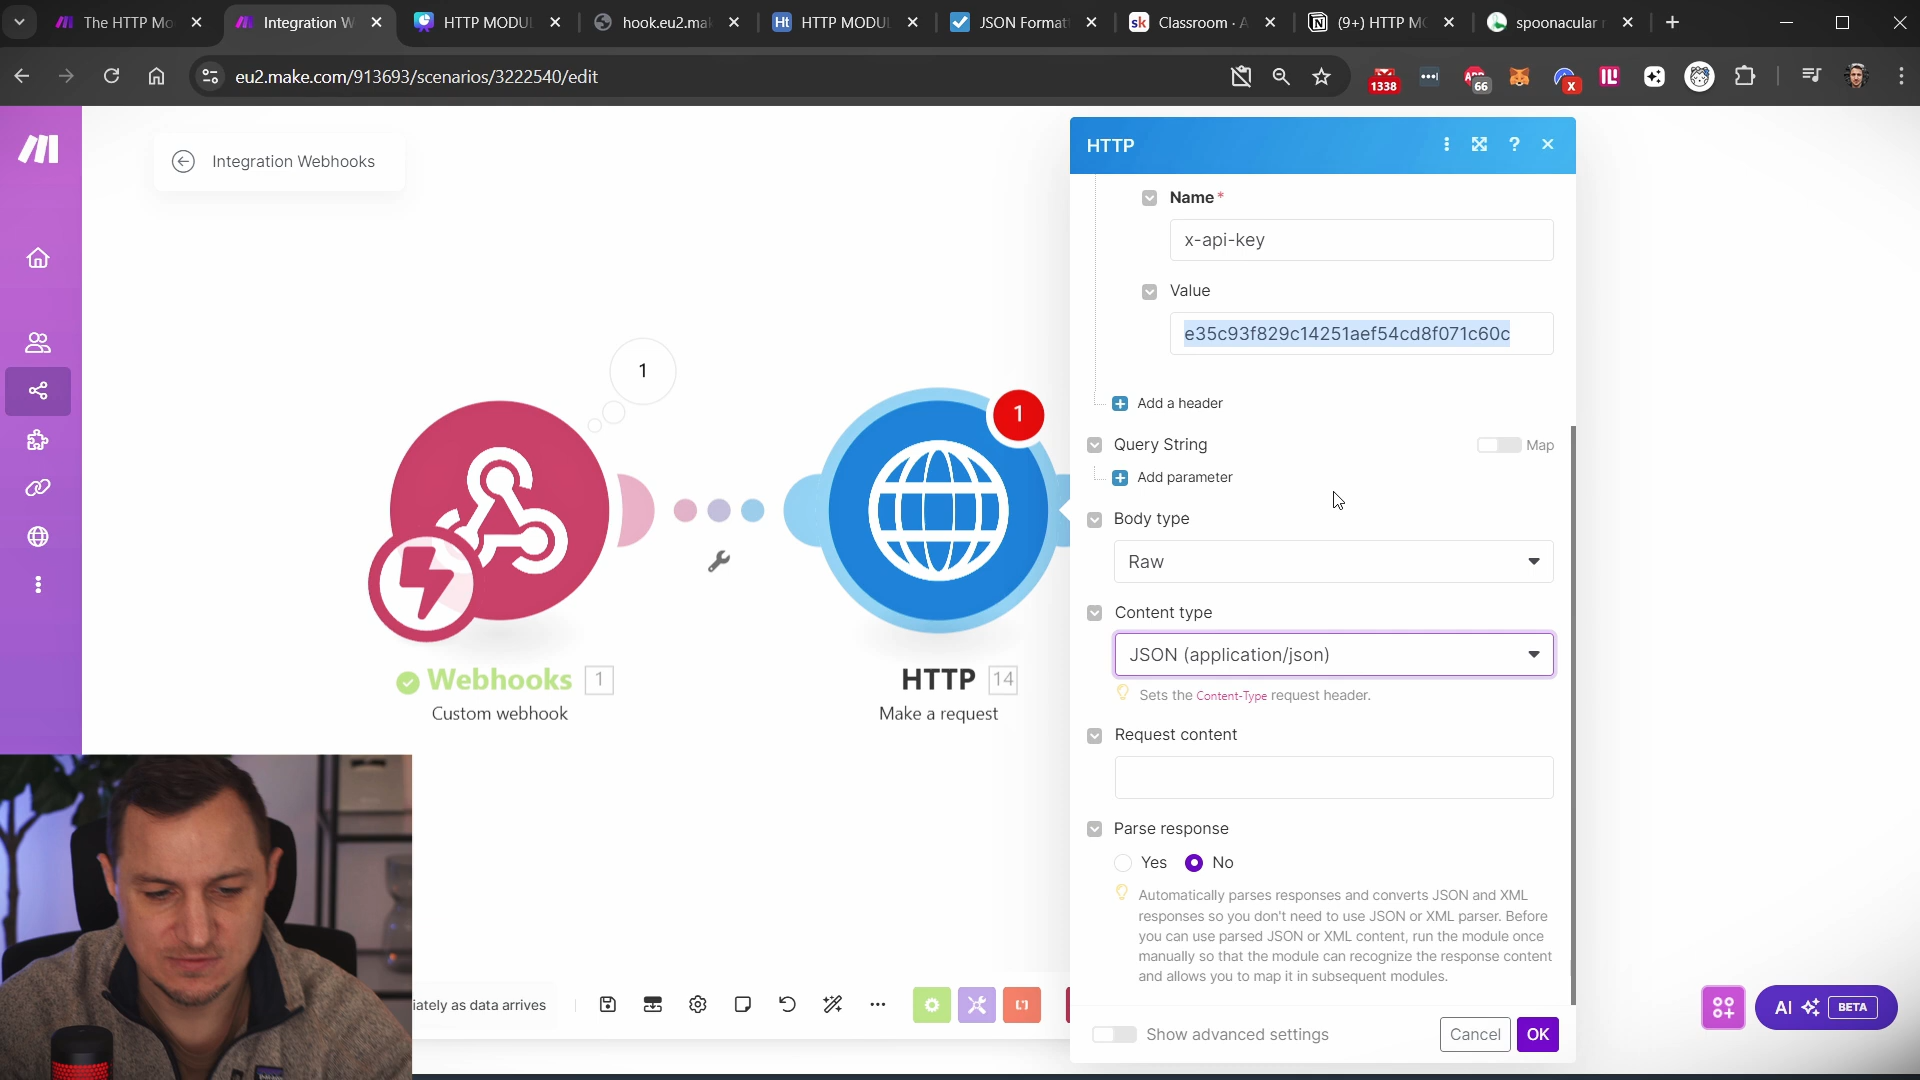 The HTTP Mo
Integration W
HTTP MODUL
hook.eu2.mak
HTTP MODUL
JSON Format
Classroom · A
(9+) HTTP MO
spoonacular r
eu2.make.com/913693/scenarios/3222540/edit
1338
66
X
Integration Webhooks
HTTP
Name*
x-api-key
Value
e35c93f829c14251aef54cd8f071c60c
Add a header
Query String
Map
Add parameter
Body type
Raw
Content type
JSON (application/json)
Sets the Content-Type request header.
Request content
Parse response
Yes
No
Automatically parses responses and converts JSON and XML
responses so you don't need to use JSON or XML parser. Before
you can use parsed JSON or XML content, run the module once
manually so that the module can recognize the response content
and allows you to map it in subsequent modules.
Show advanced settings
Cancel
OK
1
1
Webhooks 1
Custom webhook
HTTP 14
Make a request
iately as data arrives
AI BETA